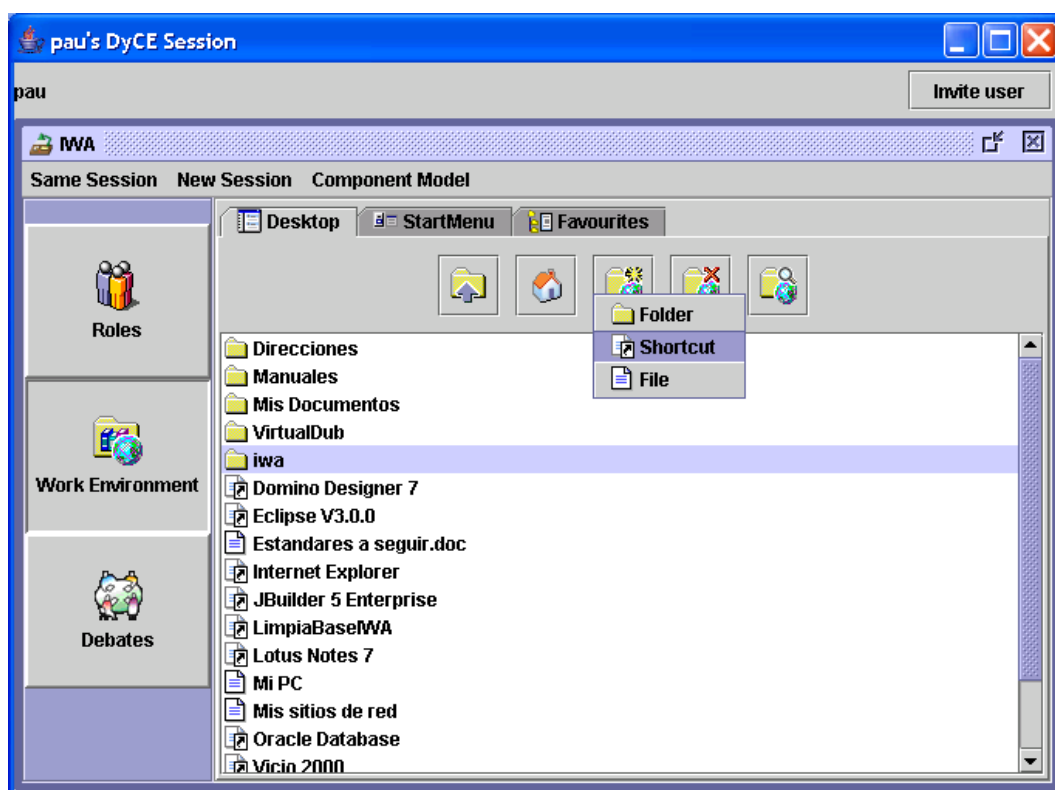 pau's DyCE Session
pau
Invite user
IWA
Same Session New Session Component Model
Desktop StartMenu Favourites
Roles
Work Environment
Debates
Folder
Shortcut
File
Direcciones
Manuales
Mis Documentos
VirtualDub
iwa
Domino Designer 7
Eclipse V3.0.0
Estandares a seguir.doc
Internet Explorer
JBuilder 5 Enterprise
LimpiaBaseIWA
Lotus Notes 7
Mi PC
Mis sitios de red
Oracle Database
Vicio 2000